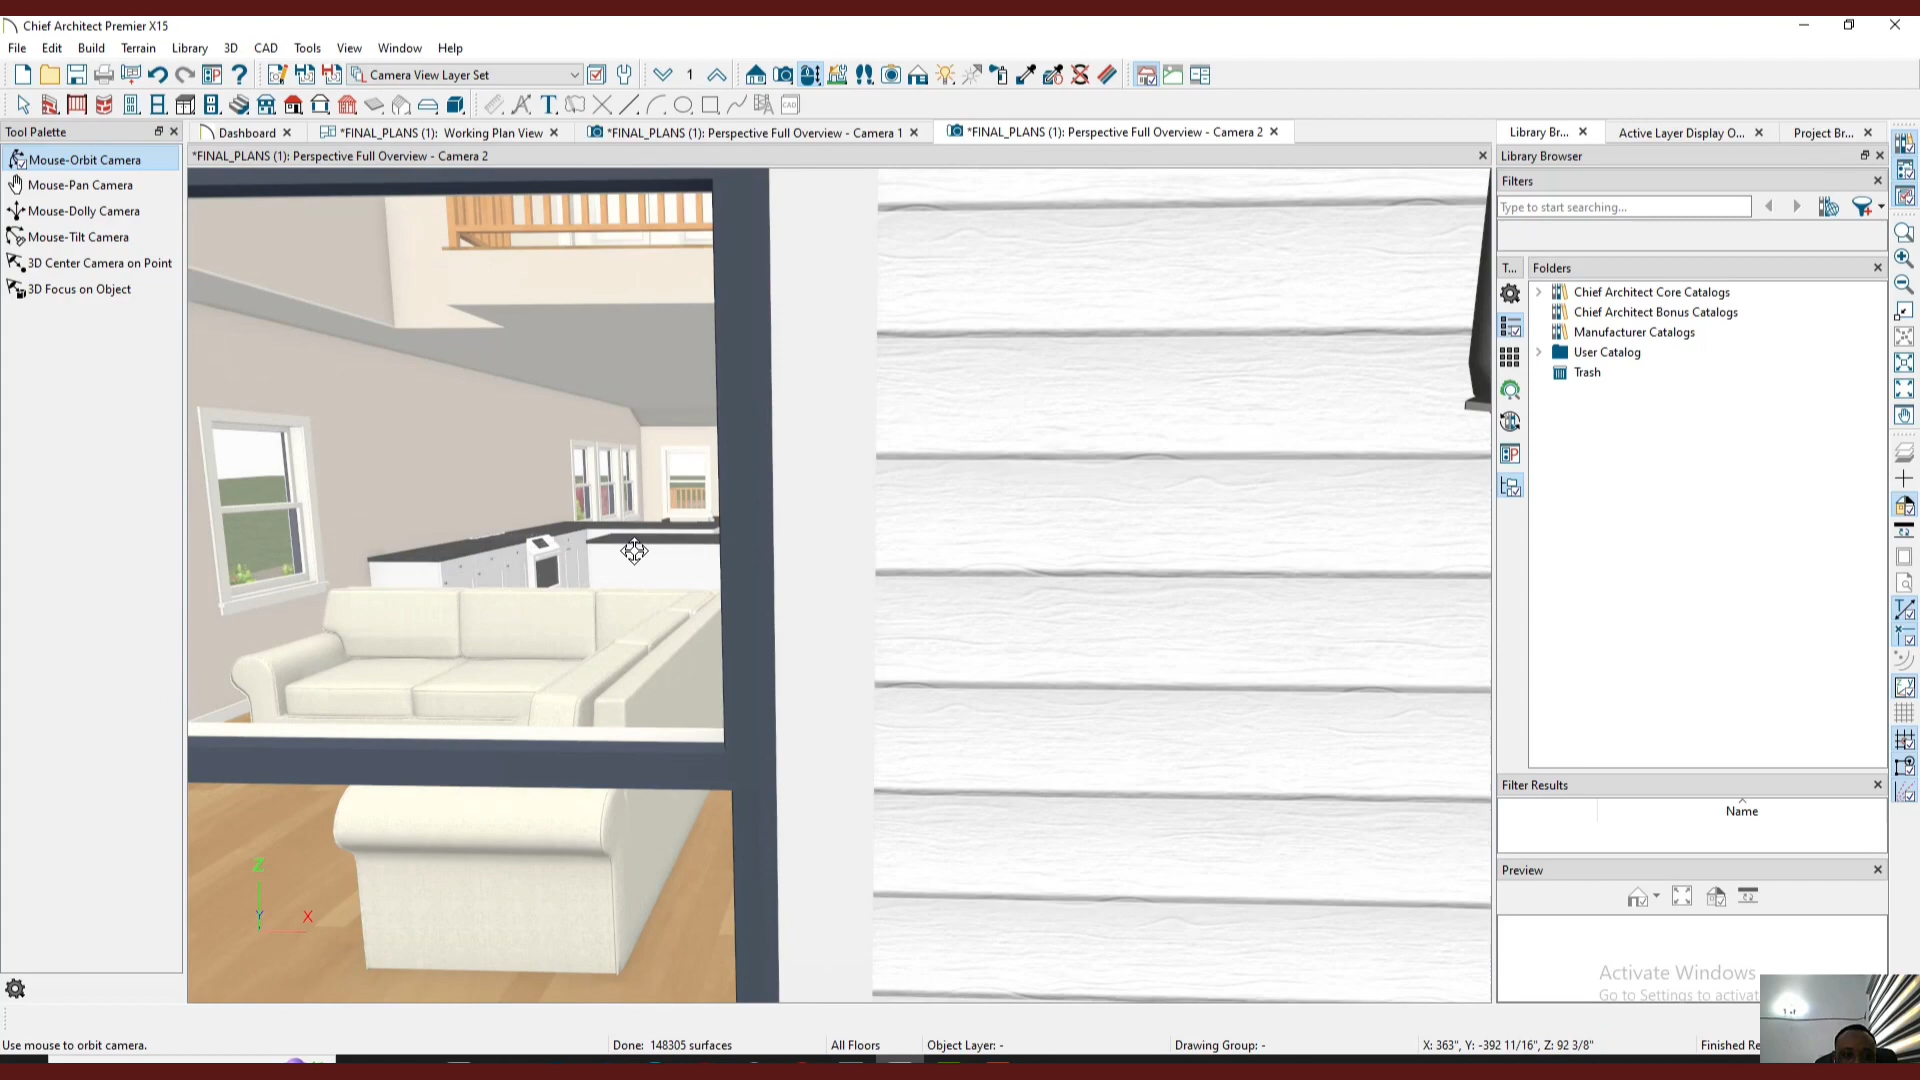 Chief Architect Premier X15
File Edit Build Terrain Library 3D CAD Tools View Window Help
Camera View Layer Set
1
Tool Palette
Dashboard
*FINAL_PLANS (1): Working Plan View
*FINAL_PLANS (1): Perspective Full Overview - Camera 1
*FINAL_PLANS (1): Perspective Full Overview - Camera 2
Library Br...
Active Layer Display O...
Project Br...
*FINAL_PLANS (1): Perspective Full Overview - Camera 2
Library Browser
Mouse-Orbit Camera
Mouse-Pan Camera
Mouse-Dolly Camera
Mouse-Tilt Camera
3D Center Camera on Point
3D Focus on Object
Filters
Type to start searching...
T...
Folders
Chief Architect Core Catalogs
Chief Architect Bonus Catalogs
Manufacturer Catalogs
User Catalog
Trash
Filter Results
Name
Preview
Z
Y
X
Activate Windows
Go to Settings to activat
Use mouse to orbit camera.
Done: 148305 surfaces
All Floors
Object Layer: -
Drawing Group: -
X: 363", Y: -392 11/16", Z: 92 3/8"
Finished Re